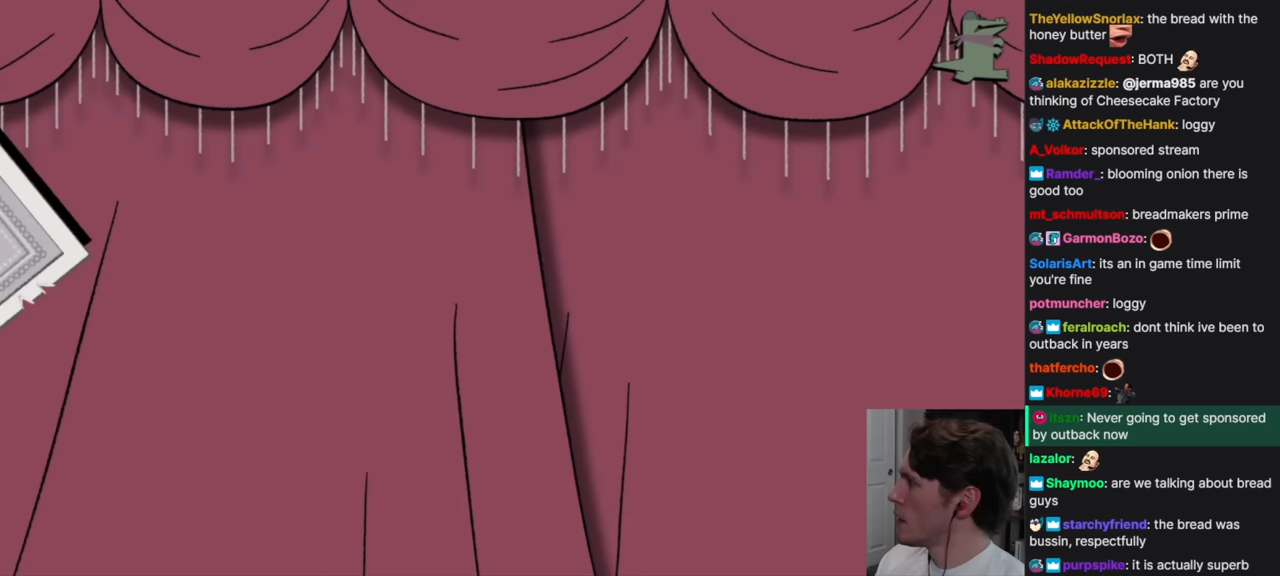 TheYellowSnorlax: the bread with the
honey butter
ShadowRequest: BOTH
alakazizzle: @jerma985 are you
thinking of Cheesecake Factory
AttackOfTheHank: loggy
A_Volkor: sponsored stream
Ramder_: blooming onion there is
good too
mt_schmultson: breadmakers prime
GarmonBozo:
SolarisArt: its an in game time limit
you're fine
potmuncher: loggy
feralroach: dont think ive been to
outback in years
thatfercho:
Khorne69:
itszn: Never going to get sponsored
by outback now
lazalor:
Shaymoo: are we talking about bread
guys
starchyfriend: the bread was
bussin, respectfully
purpspike: it is actually superb